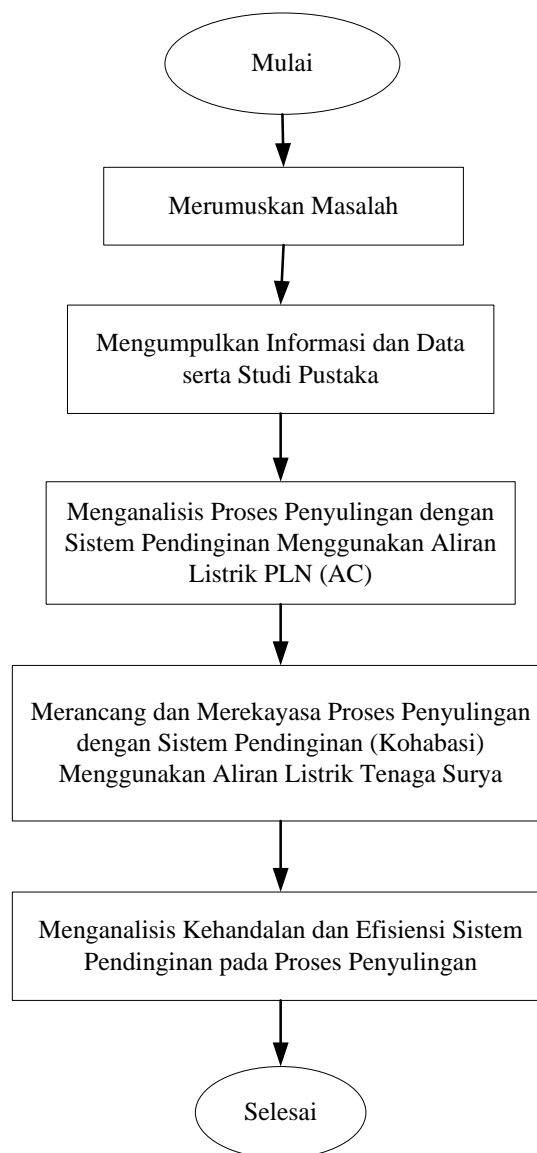 Mulai
Merumuskan Masalah
Mengumpulkan Informasi dan Data
serta Studi Pustaka
Menganalisis Proses Penyulingan dengan
Sistem Pendinginan Menggunakan Aliran
Listrik PLN (AC)
Merancang dan Merekayasa Proses Penyulingan
dengan Sistem Pendinginan (Kohabasi)
Menggunakan Aliran Listrik Tenaga Surya
Menganalisis Kehandalan dan Efisiensi Sistem
Pendinginan pada Proses Penyulingan
Selesai